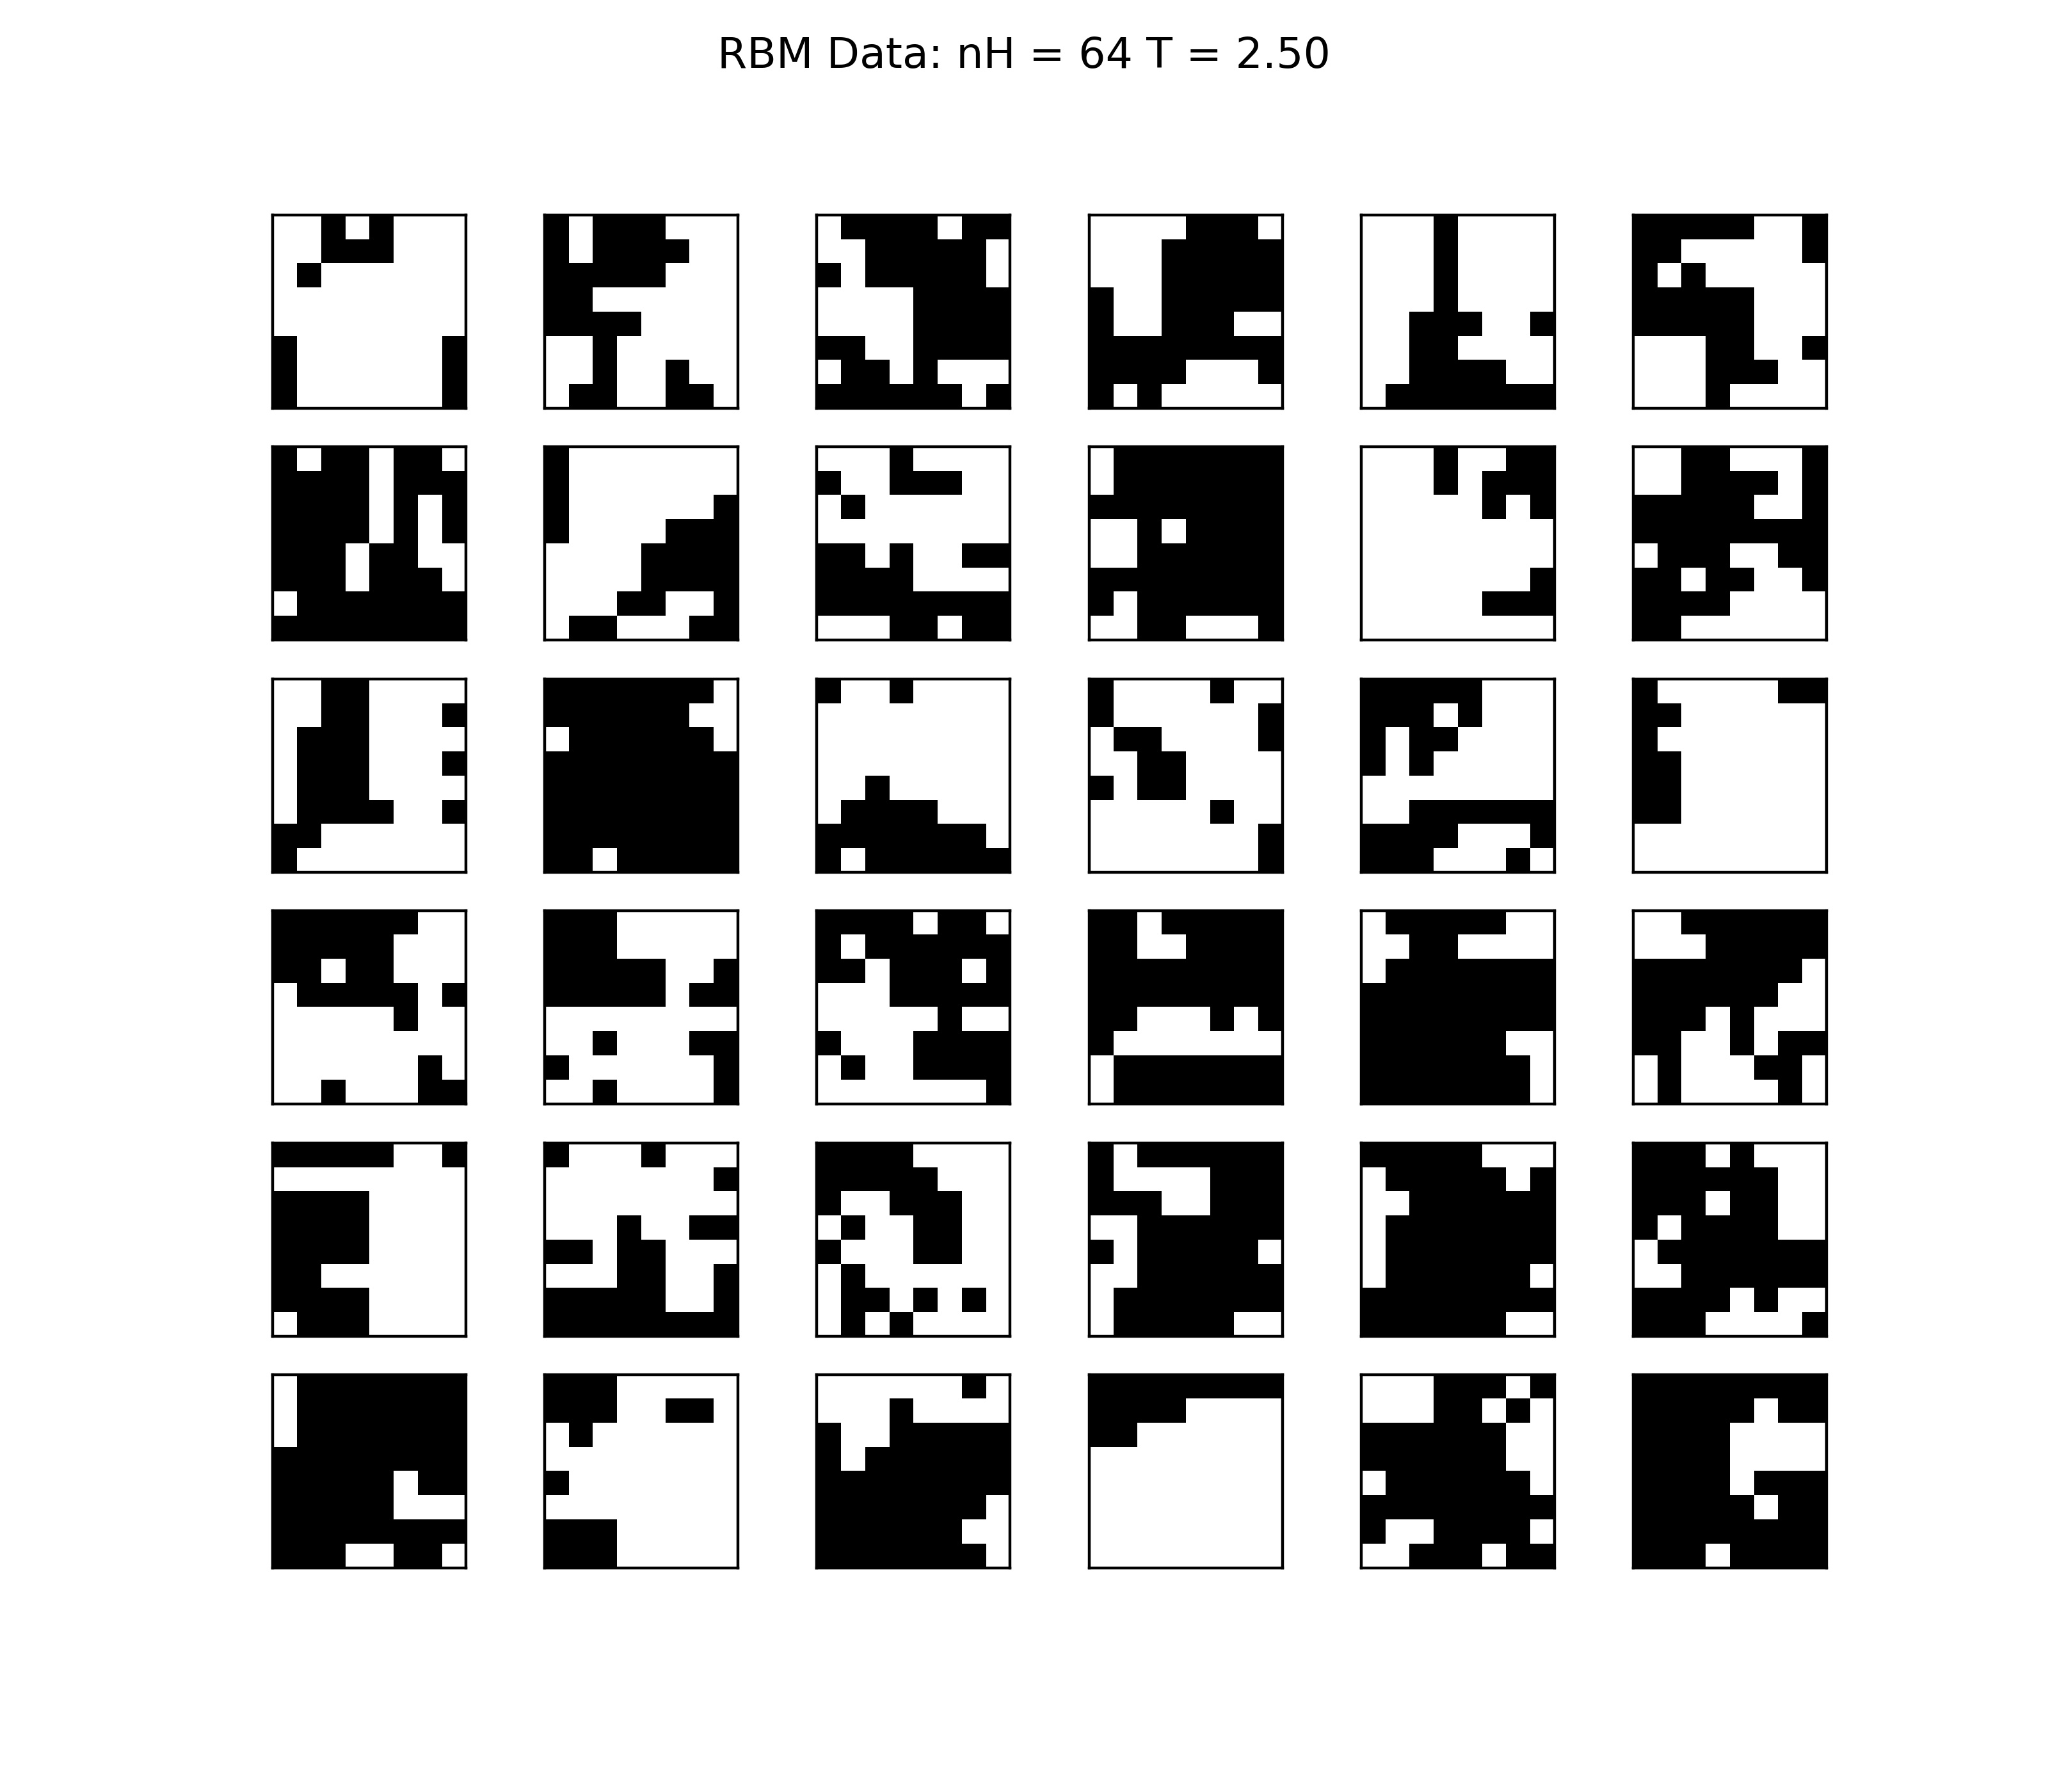 RBM Data: nH = 64 T = 2.50